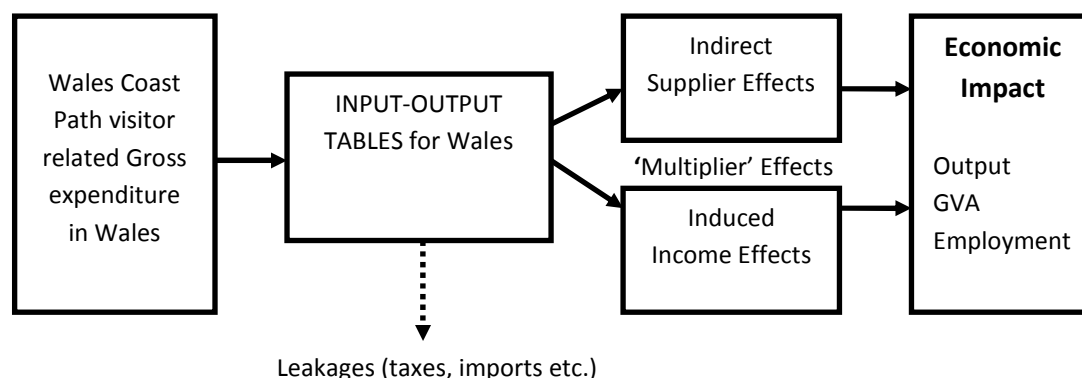 Wales Coast
Path visitor
related Gross
expenditure
in Wales
INPUT-OUTPUT
TABLES for Wales
Leakages (taxes, imports etc.)
Indirect
Supplier Effects
‘Multiplier’ Effects
Induced
Income Effects
Economic
Impact
Output
GVA
Employment